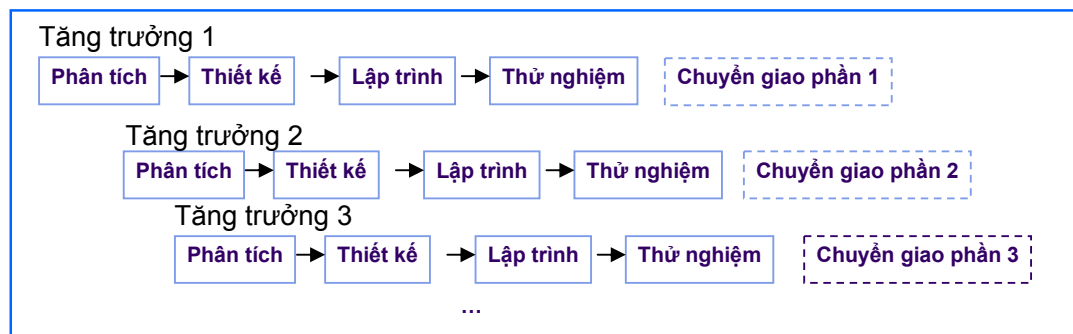 Tăng trưởng 1
Phân tích Thiết kế Lập trình Thử nghiệm Chuyển giao phần 1
Tăng trưởng 2
Phân tích Thiết kế Lập trình Thử nghiệm Chuyển giao phần 2
Tăng trưởng 3
Phân tích Thiết kế Lập trình Thử nghiệm Chuyển giao phần 3
...